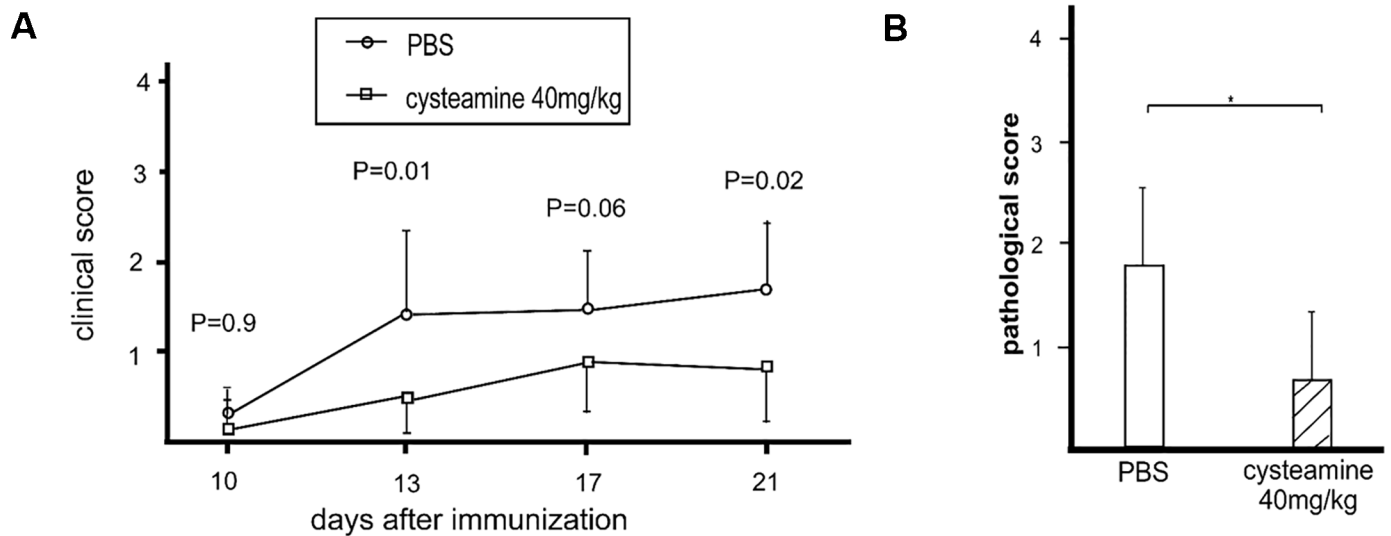 A
PBS
cysteamine 40mg/kg
clinical score
4
3
2
1
P=0.9
P=0.01
P=0.06
P=0.02
10 13 17 21
days after immunization
B
pathological score
4
3
2
1
*
PBS
cysteamine
40mg/kg